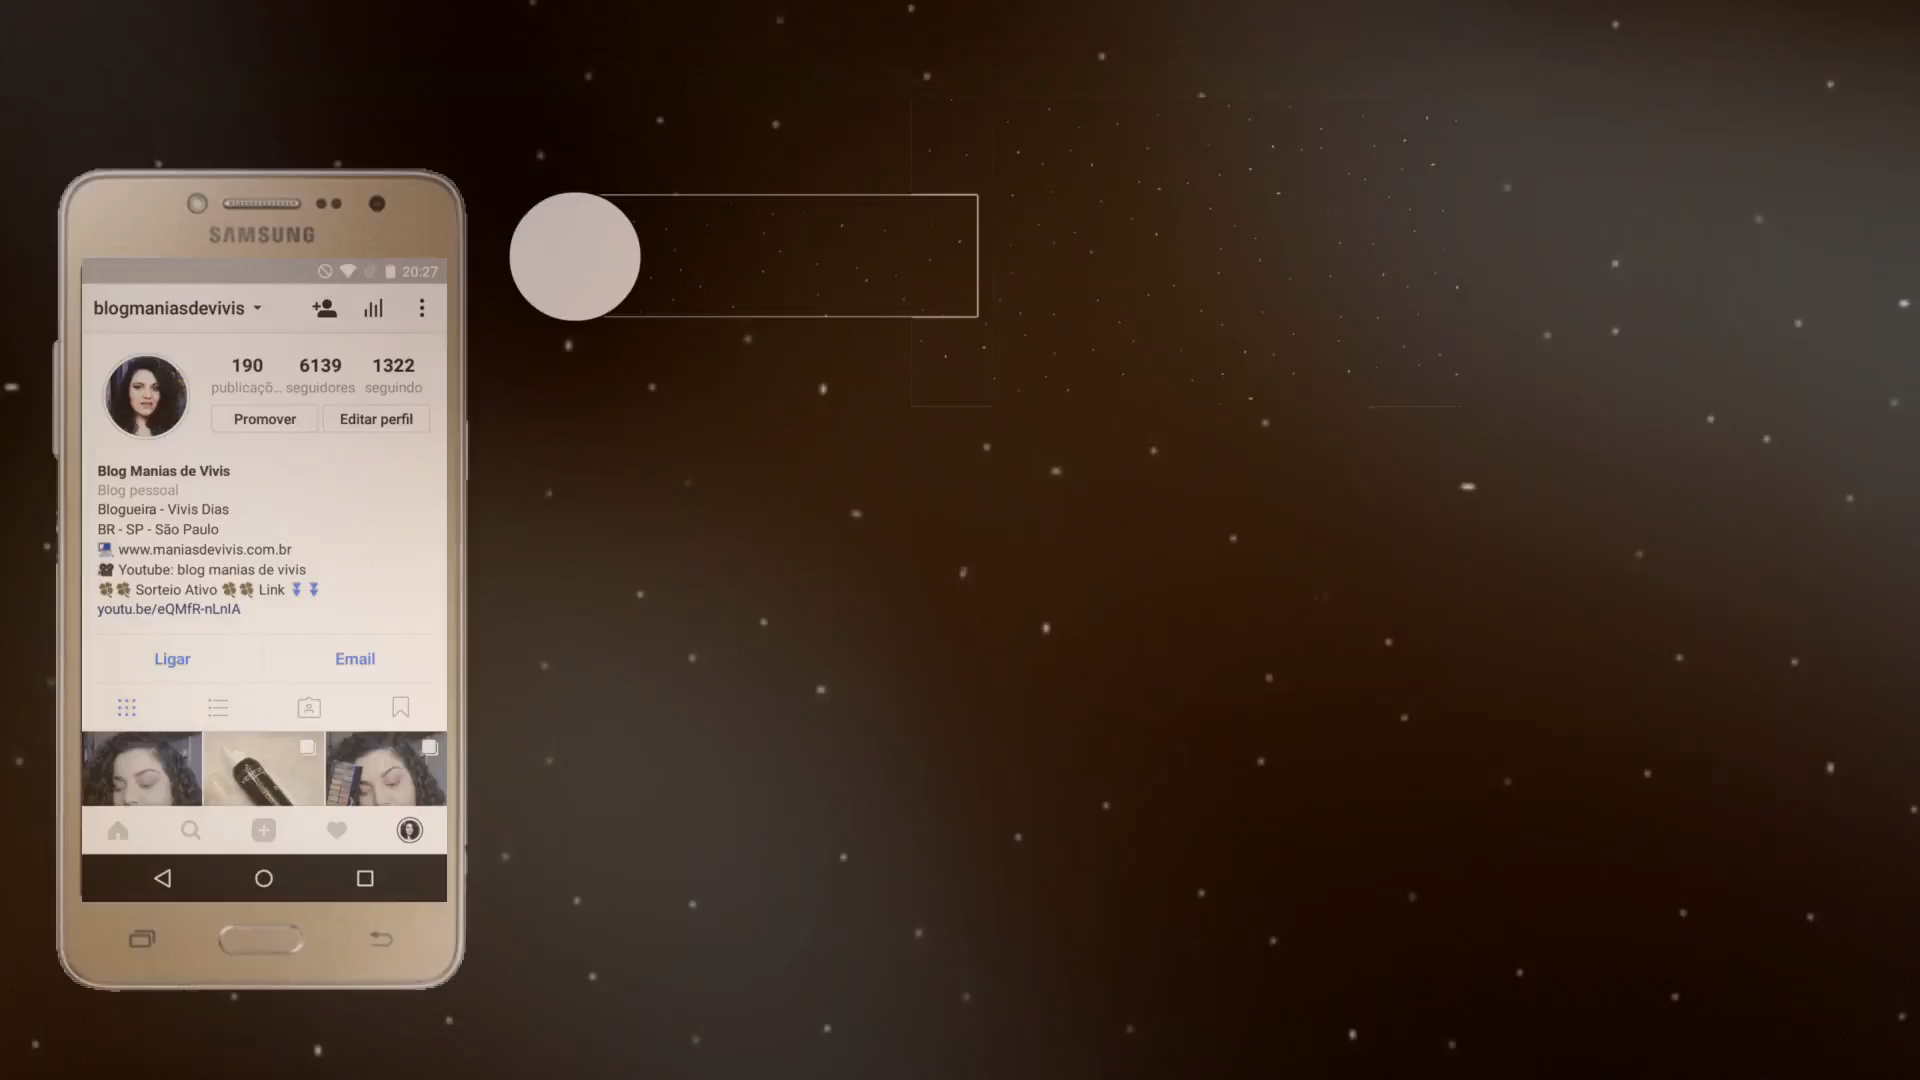 SAMSUNG
20:27
blogmaniasdevivis
190 6139 1322
publicaçõ... seguidores seguindo
Promover Editar perfil
Blog Manias de Vivis
Blog pessoal
Blogueira - Vivis Dias
BR - SP - São Paulo
www.maniasdevivis.com.br
Youtube: blog manias de vivis
Sorteio Ativo Link
youtu.be/eQMfR-nLnIA
Ligar Email